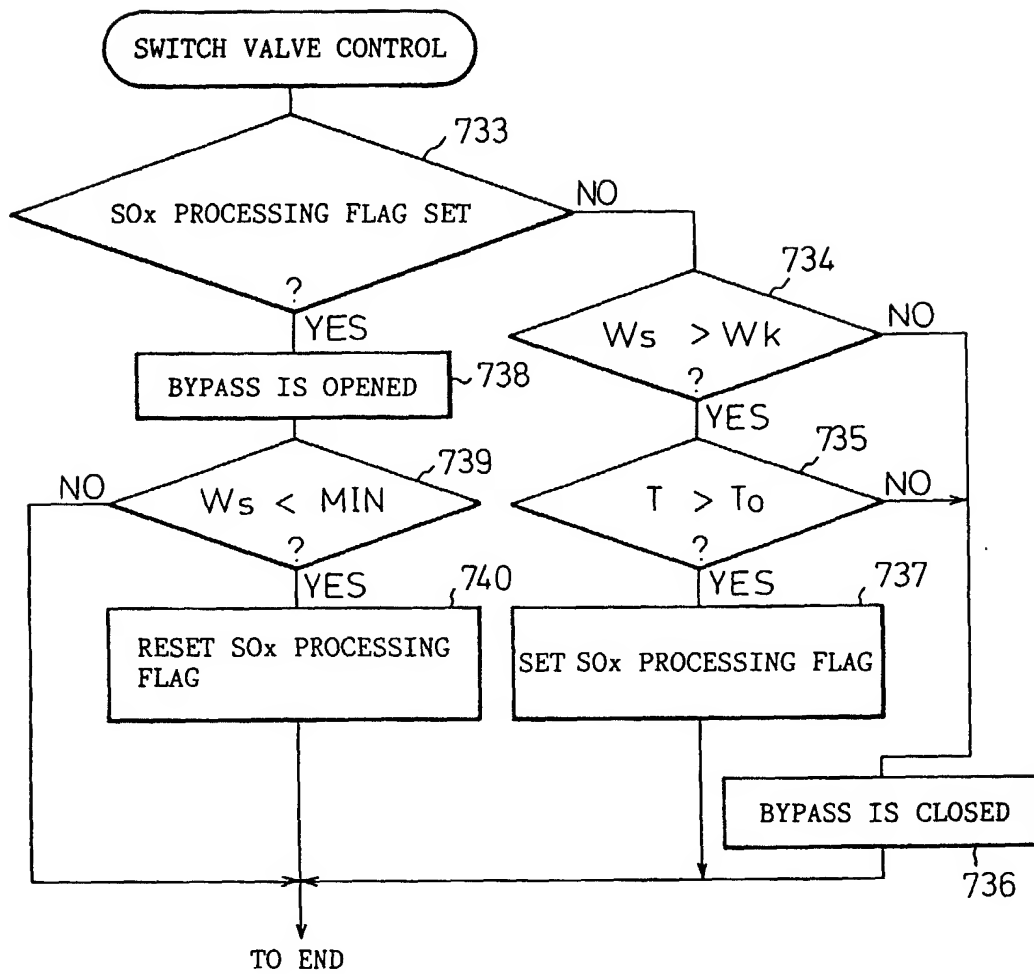 SWITCH VALVE CONTROL
733
SOx PROCESSING FLAG SET
?
NO
YES
734
Ws > Wk
?
NO
YES
BYPASS IS OPENED
738
739
NO
Ws < MIN
?
YES
735
T > To
?
NO
YES
740
RESET SOx PROCESSING
FLAG
737
SET SOx PROCESSING FLAG
BYPASS IS CLOSED
736
TO END